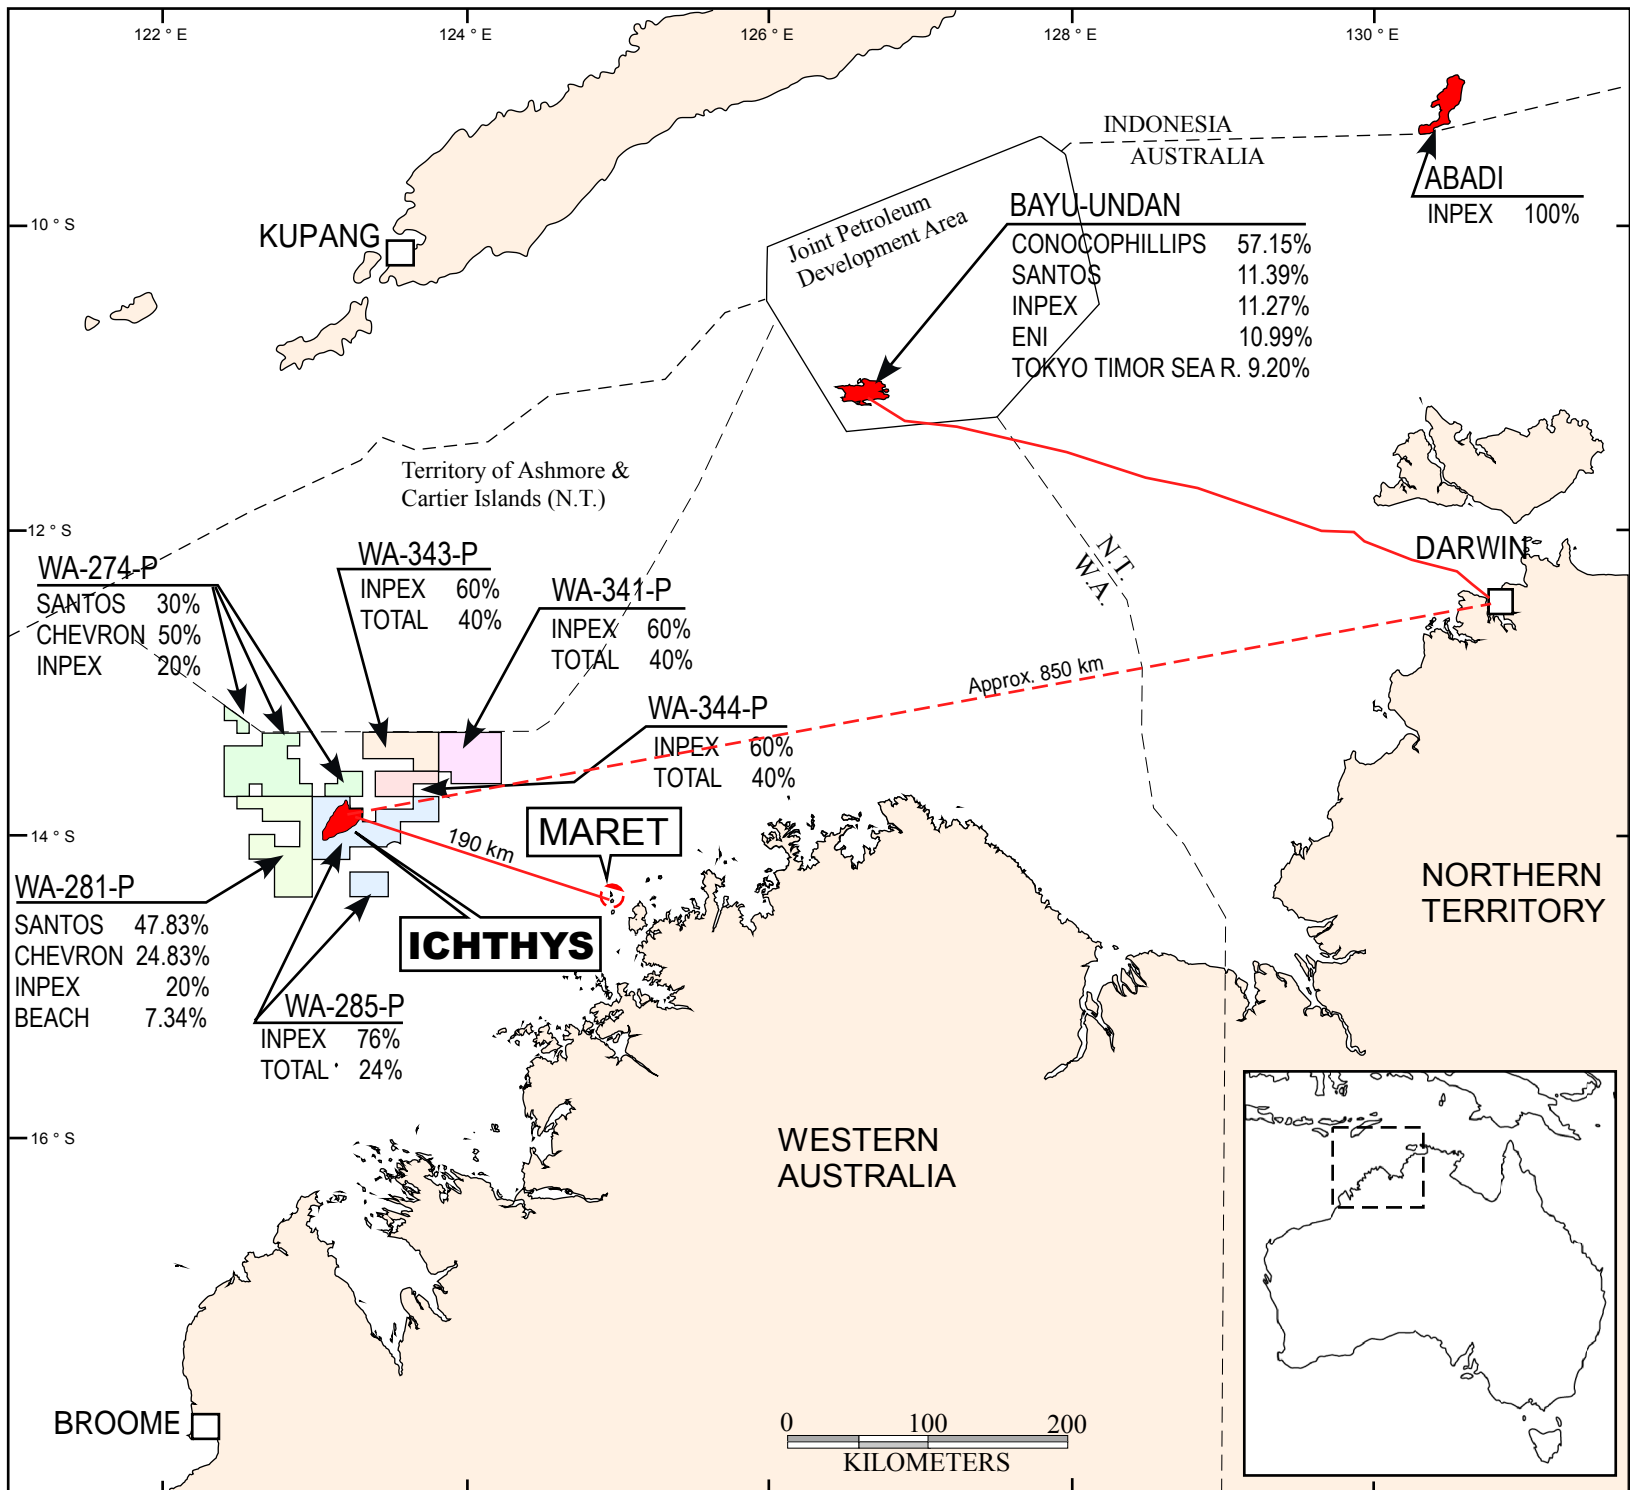 122 ° E
124 ° E
126 ° E
128 ° E
130 ° E
INDONESIA
AUSTRALIA
ABADI
INPEX 100%
10 ° S
KUPANG
Joint Petroleum
Development Area
BAYU-UNDAN
CONOCOPHILLIPS 57.15%
SANTOS 11.39%
INPEX 11.27%
ENI 10.99%
TOKYO TIMOR SEA R. 9.20%
Territory of Ashmore &
Cartier Islands (N.T.)
12 ° S
DARWIN
N.T.
W.A.
WA-274-P
SANTOS 30%
CHEVRON 50%
INPEX 20%
WA-343-P
INPEX 60%
TOTAL 40%
WA-341-P
INPEX 60%
TOTAL 40%
WA-344-P
INPEX 60%
TOTAL 40%
Approx. 850 km
14 ° S
190 km
MARET
WA-281-P
SANTOS 47.83%
CHEVRON 24.83%
INPEX 20%
BEACH 7.34%
ICHTHYS
WA-285-P
INPEX 76%
TOTAL 24%
NORTHERN
TERRITORY
16 ° S
WESTERN
AUSTRALIA
BROOME
0 100 200
KILOMETERS